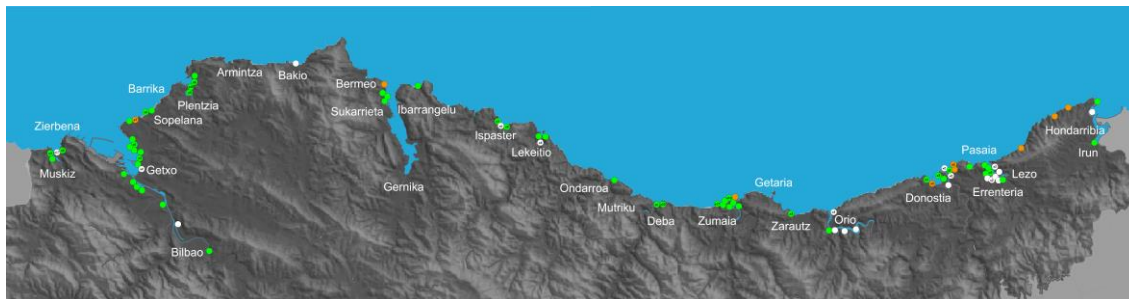 Zierbena
Muskiz
Getxo
Bilbao
Barrika
Sopelana
Plentzia
Armintza
Bakio
Bermeo
Sukarrieta
Gernika
Ibarrangelu
Ispaster
Lekeitio
Ondarroa
Mutriku
Deba
Zumaia
Getaria
Zarautz
Orio
Donostia
Pasaia
Errenteria
Lezo
Hondarribia
Irun